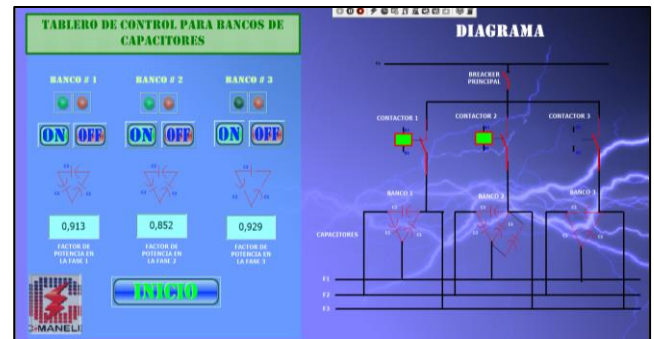 TABLERO DE CONTROL PARA BANCOS DE
CAPACITORES
BANCO # 1
BANCO # 2
BANCO # 3
ON
OFF
ON
OFF
ON
OFF
0,913
0,852
0,929
FACTOR DE
POTENCIA EN
LA FASE 1
FACTOR DE
POTENCIA EN
LA FASE 2
FACTOR DE
POTENCIA EN
LA FASE 3
INICIO
DIAGRAMA
BREACKER
PRINCIPAL
CONTACTOR 1
CONTACTOR 2
CONTACTOR 3
BANCO 1
BANCO 2
BANCO 3
CAPACITORES
F1
F2
F3